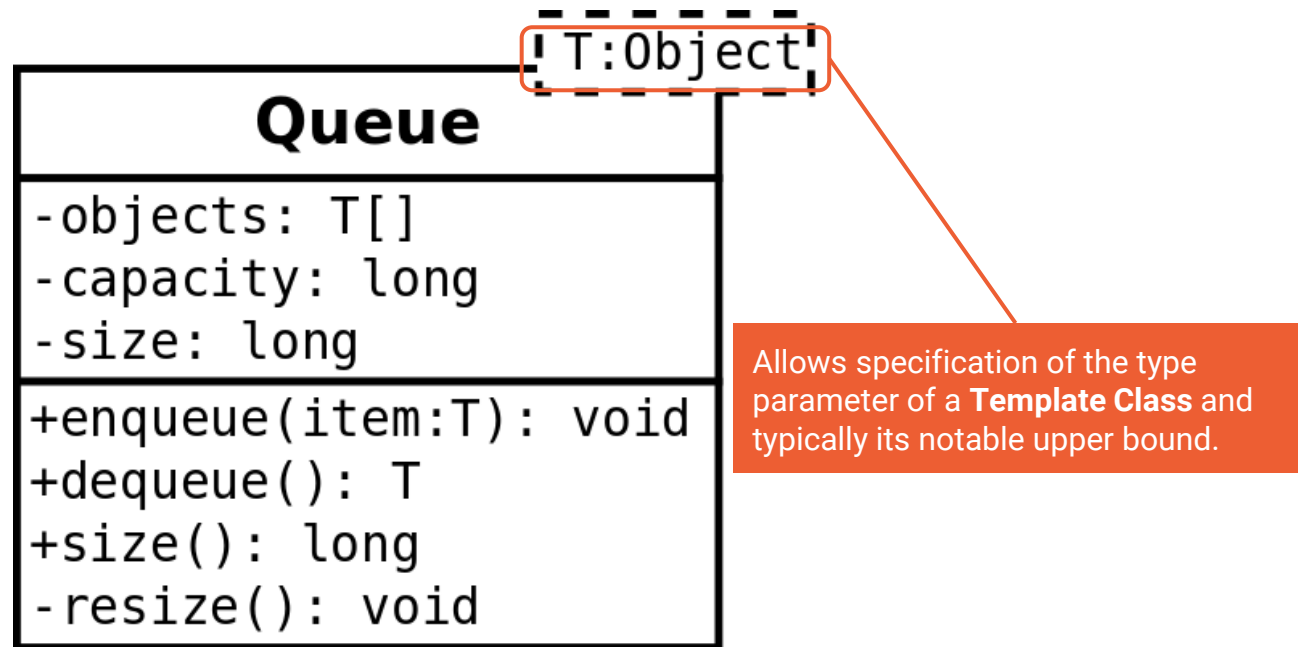 T:Object
Queue
-objects: T[]
-capacity: long
-size: long
+enqueue(item:T): void
+dequeue(): T
+size(): long
-resize(): void
Allows specification of the type
parameter of a Template Class and
typically its notable upper bound.